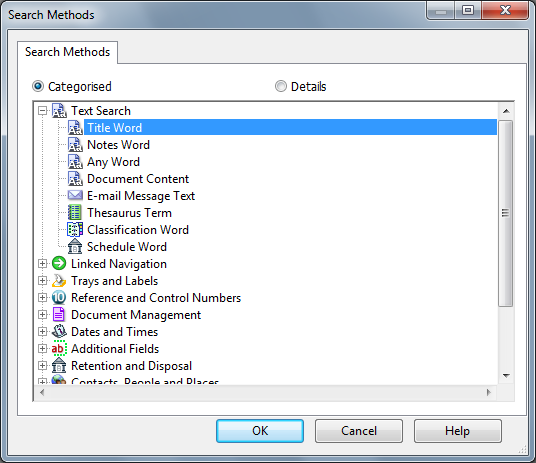 Search Methods
Search Methods
Categorised Details
Text Search
Title Word
Notes Word
Any Word
Document Content
E-mail Message Text
Thesaurus Term
Classification Word
Schedule Word
Linked Navigation
Trays and Labels
Reference and Control Numbers
Document Management
Dates and Times
Additional Fields
Retention and Disposal
Contacts, People and Places
OK Cancel Help